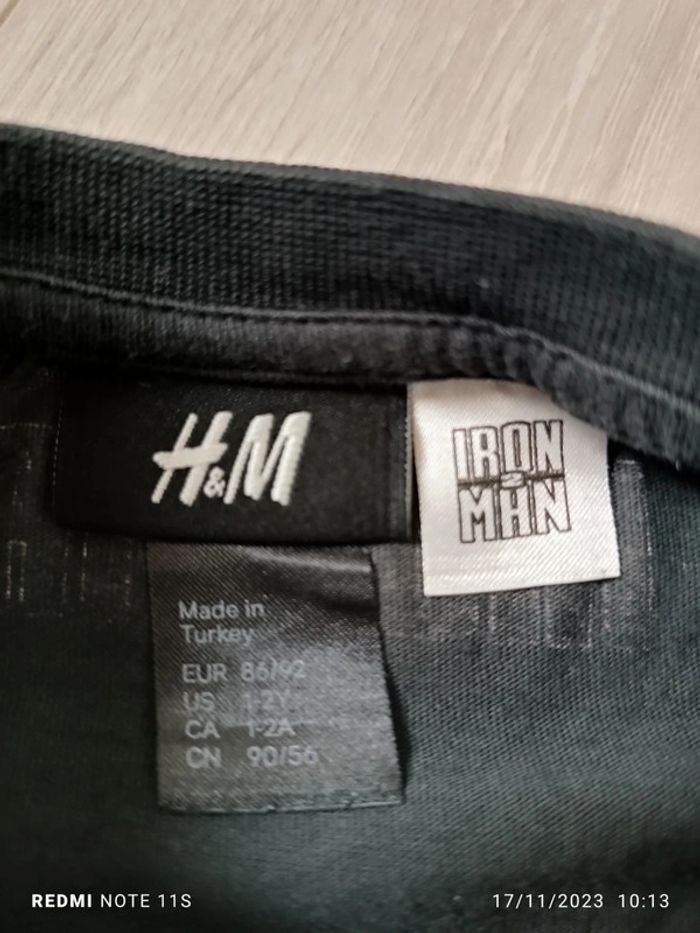 H&M
IRON
2
MAN
Made in
Turkey
EUR 86/92
US 1-2Y
CA 1-2A
CN 90/56
REDMI NOTE 11S
17/11/2023 10:13